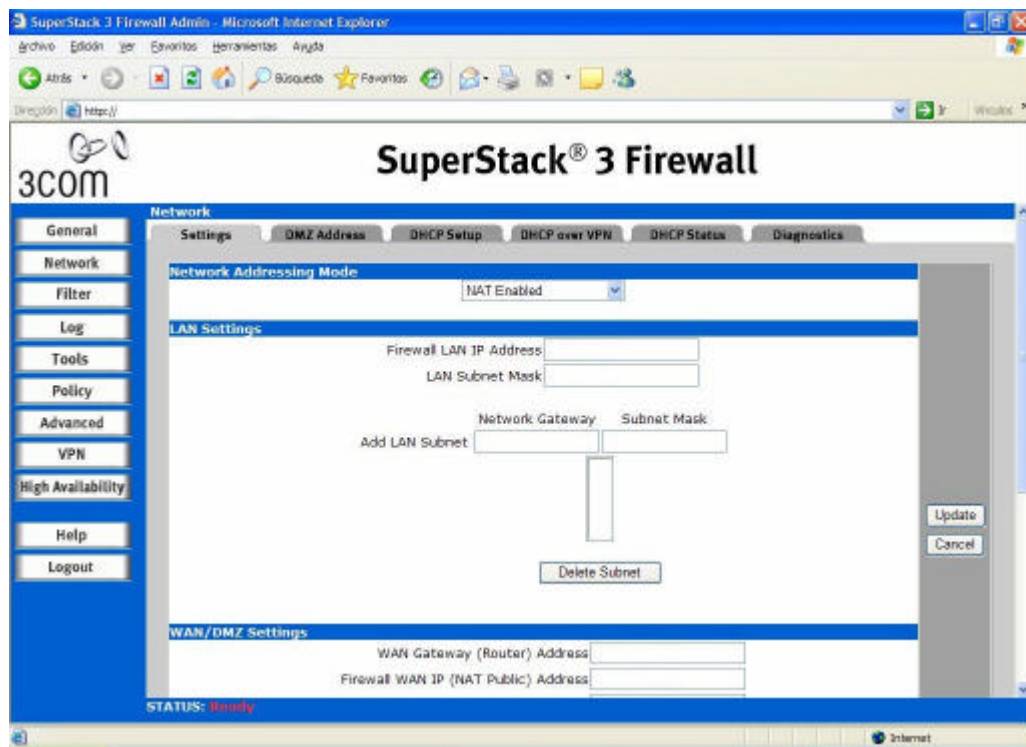 SuperStack 3 Firewall Admin - Microsoft Internet Explorer
Archivo Edición Ver Favoritos Herramientas Ayuda
Atrás Búsqueda Favoritos
Dirección https:// Ir Vínculos
3COM
SuperStack® 3 Firewall
Network
Settings DMZ Address DHCP Setup DHCP over VPN DHCP Status Diagnostics
General
Network
Filter
Log
Tools
Policy
Advanced
VPN
High Availability
Help
Logout
Network Addressing Mode
NAT Enabled
LAN Settings
Firewall LAN IP Address
LAN Subnet Mask
Network Gateway Subnet Mask
Add LAN Subnet
Delete Subnet
Update
Cancel
WAN/DMZ Settings
WAN Gateway (Router) Address
Firewall WAN IP (NAT Public) Address
STATUS: Ready
Internet